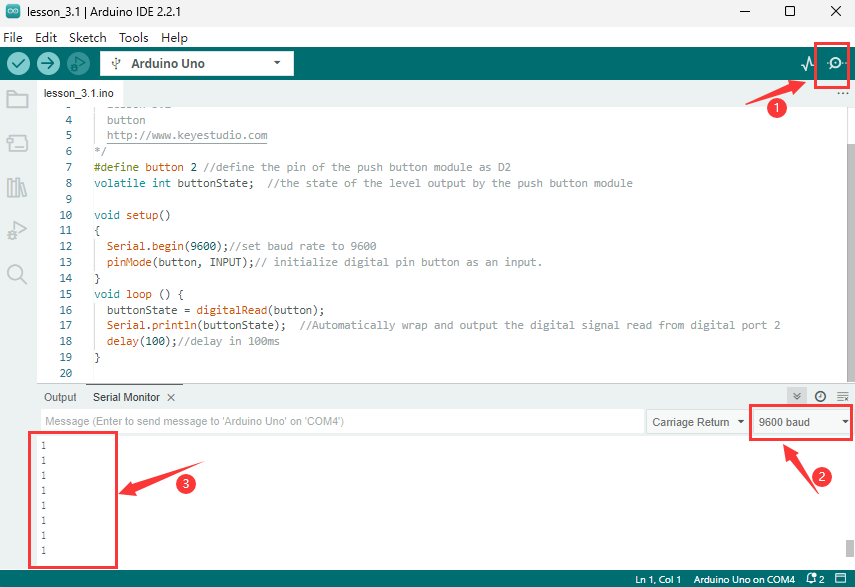 lesson_3.1 | Arduino IDE 2.2.1
File Edit Sketch Tools Help
Arduino Uno
lesson_3.1.ino
1
4 button
5 http://www.keyestudio.com
6 */
7 #define button 2 //define the pin of the push button module as D2
8 volatile int buttonState; //the state of the level output by the push button module
9
10 void setup()
11 {
12 Serial.begin(9600);//set baud rate to 9600
13 pinMode(button, INPUT);// initialize digital pin button as an input.
14 }
15 void loop () {
16 buttonState = digitalRead(button);
17 Serial.println(buttonState); //Automatically wrap and output the digital signal read from digital port 2
18 delay(100);//delay in 100ms
19 }
20
Output Serial Monitor
Message (Enter to send message to 'Arduino Uno' on 'COM4')
Carriage Return
9600 baud
1
1
1
1
1
1
1
1
3
2
Ln 1, Col 1 Arduino Uno on COM4 2